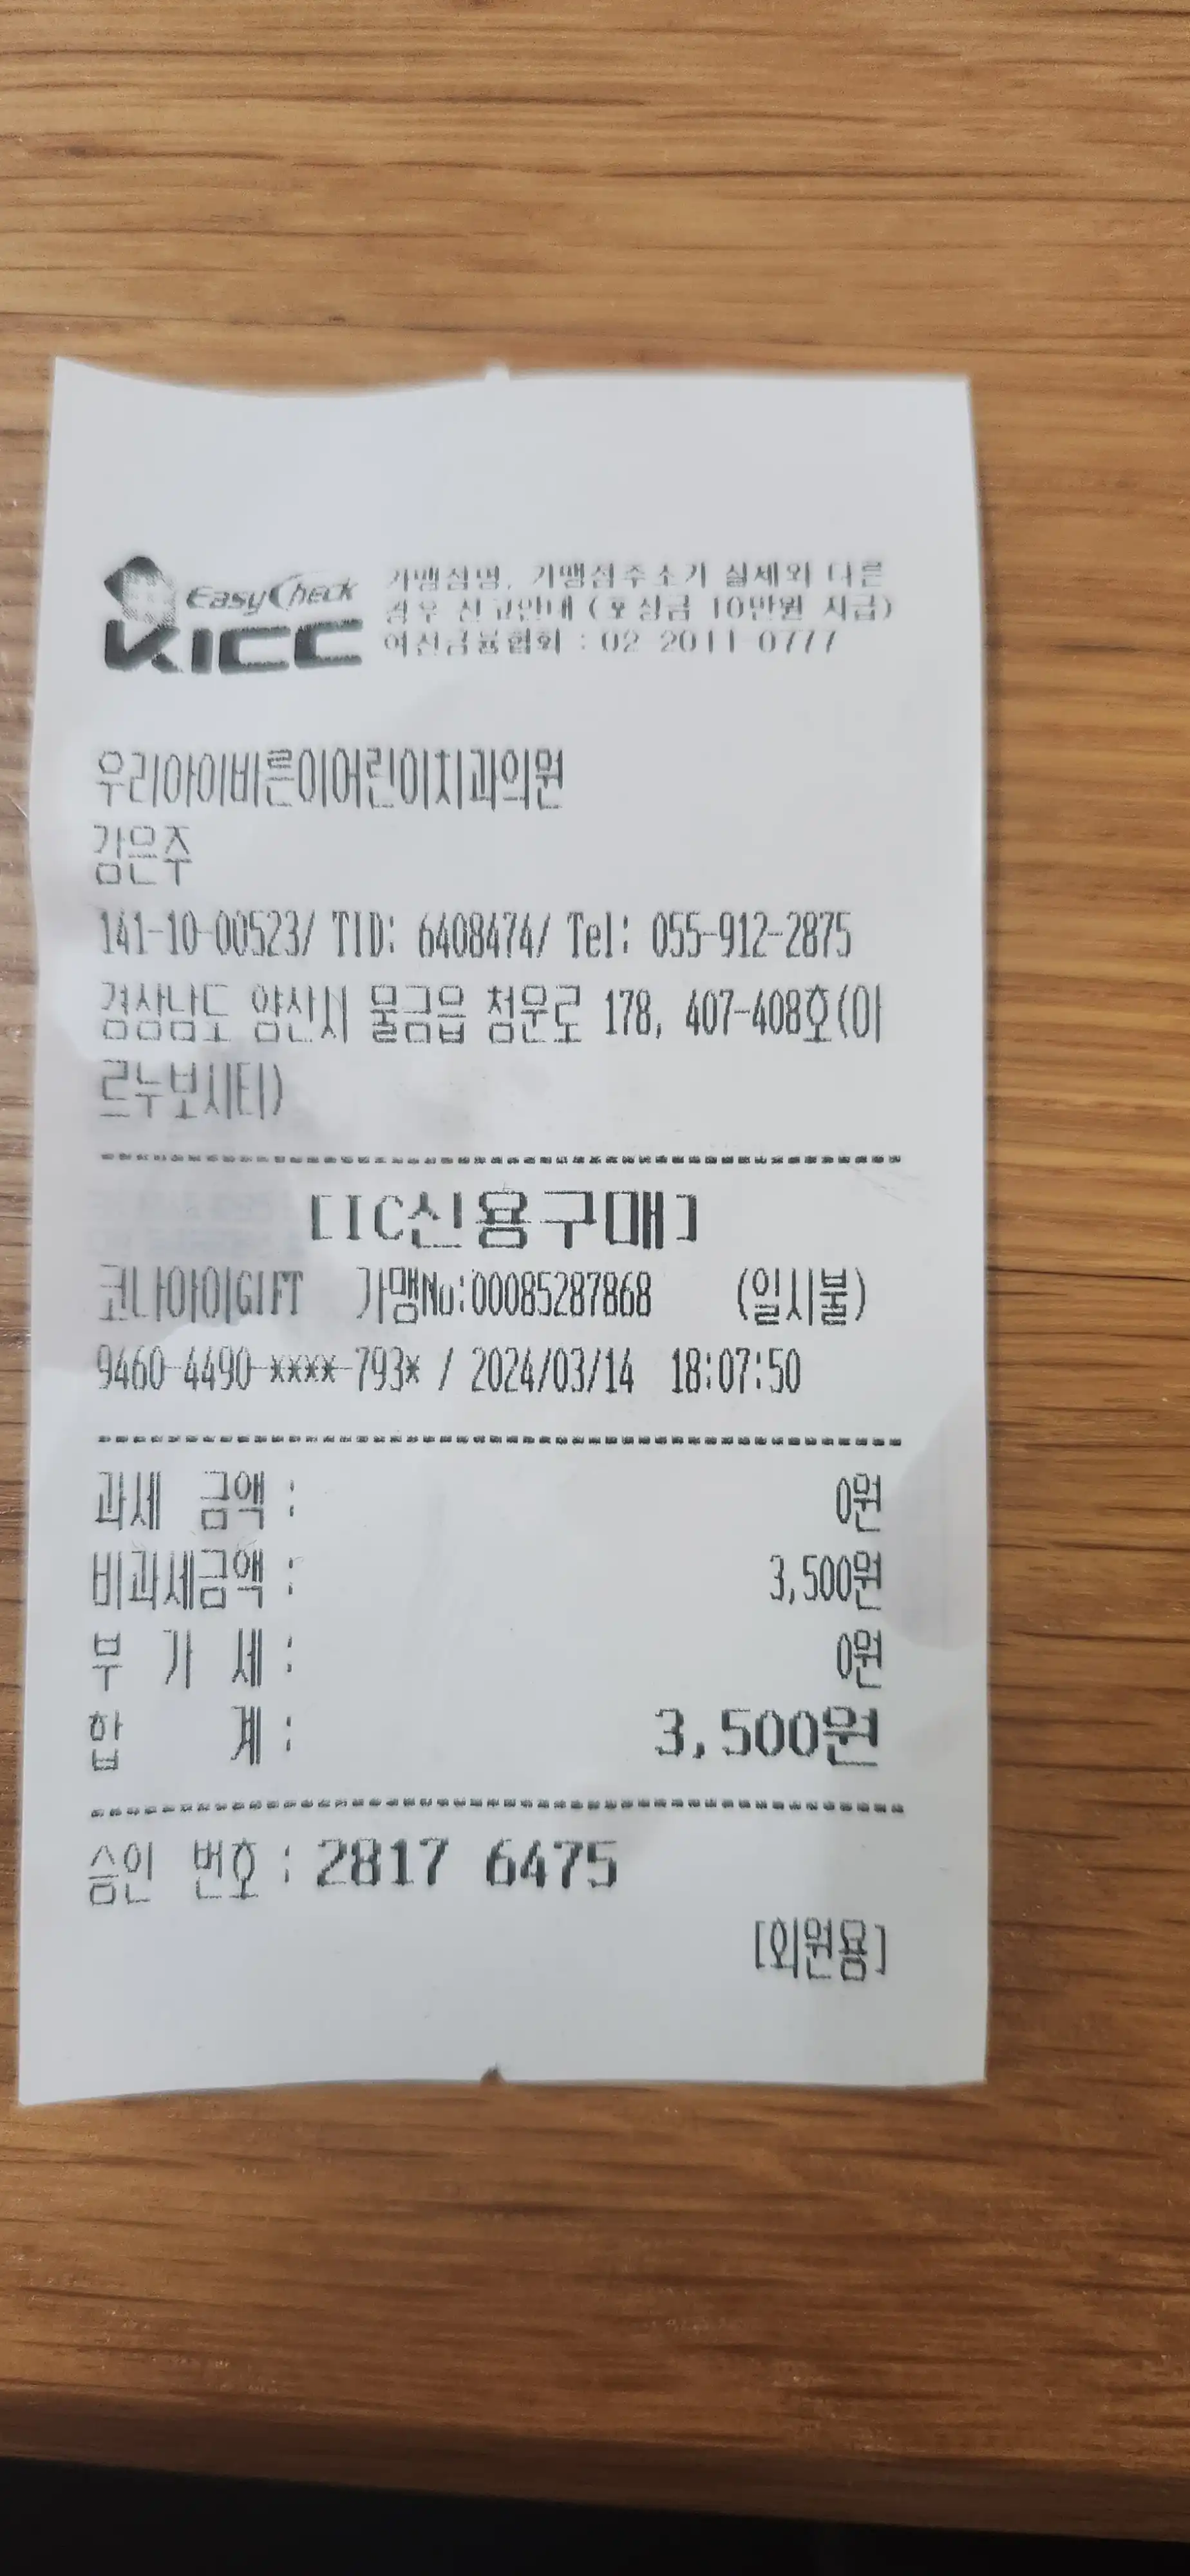 EasyCheck
KICC
가맹점명, 가맹점주소가 실제와 다른
경우 신고안내 (포상금 10만원 지급)
여신금융협회 : 02-2011-0777
우리아이바른이어린이치과의원
김은주
141-10-00523/ TID: 6408474/ Tel: 055-912-2875
경상남도 양산시 물금읍 청운로 178, 407-408호(아
르누보시티)
[IC신용구매]
코나아이GIFT 가맹No:00085287868 (일시불)
9460-4490-****-793* / 2024/03/14 18:07:50
과세 금액 : 0원
비과세금액 : 3,500원
부 가 세 : 0원
합 계 : 3,500원
승인 번호 : 2817 6475
[회원용]